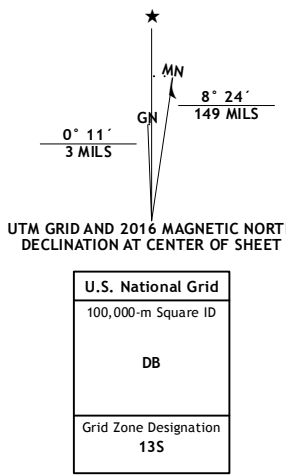 ★
MN
GN
8° 24´
149 MILS
0° 11´
3 MILS
UTM GRID AND 2016 MAGNETIC NORT
DECLINATION AT CENTER OF SHEET
U.S. National Grid
100,000-m Square ID
DB
Grid Zone Designation
13S